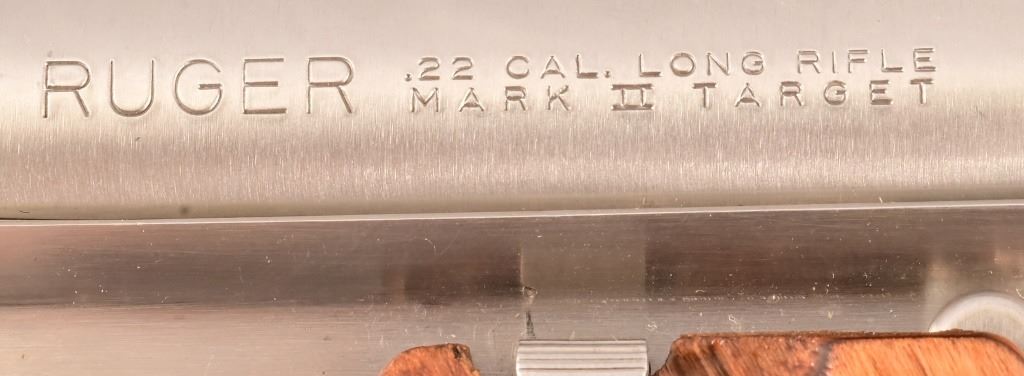 RUGER
.22 CAL. LONG RIFLE
MARK II TARGET